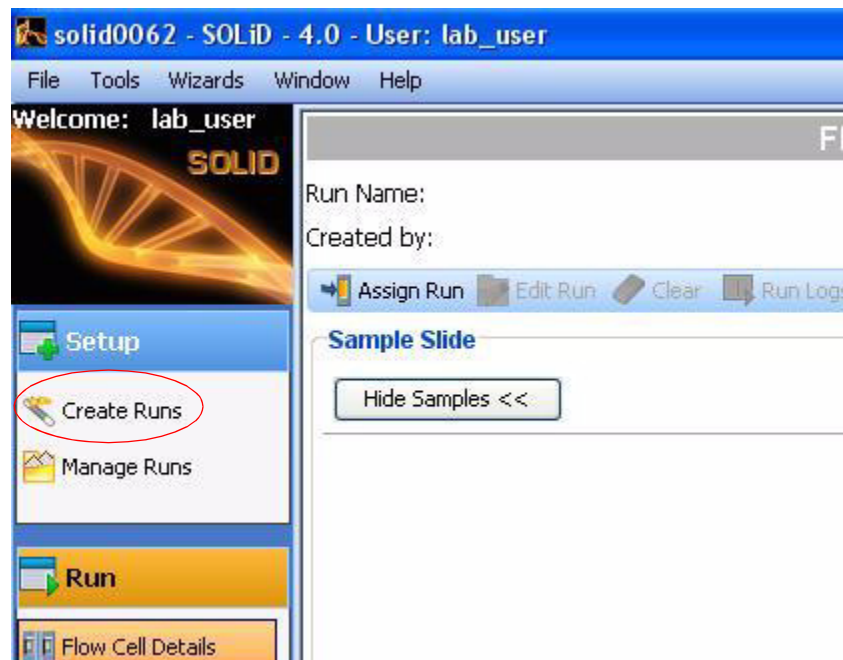 solid0062 - SOLiD - 4.0 - User: lab_user
File Tools Wizards Window Help
Welcome: lab_user
SOLID
Run Name:
Created by:
Assign Run Edit Run Clear Run Logs
Setup
Create Runs
Manage Runs
Sample Slide
Hide Samples <<
Run
Flow Cell Details